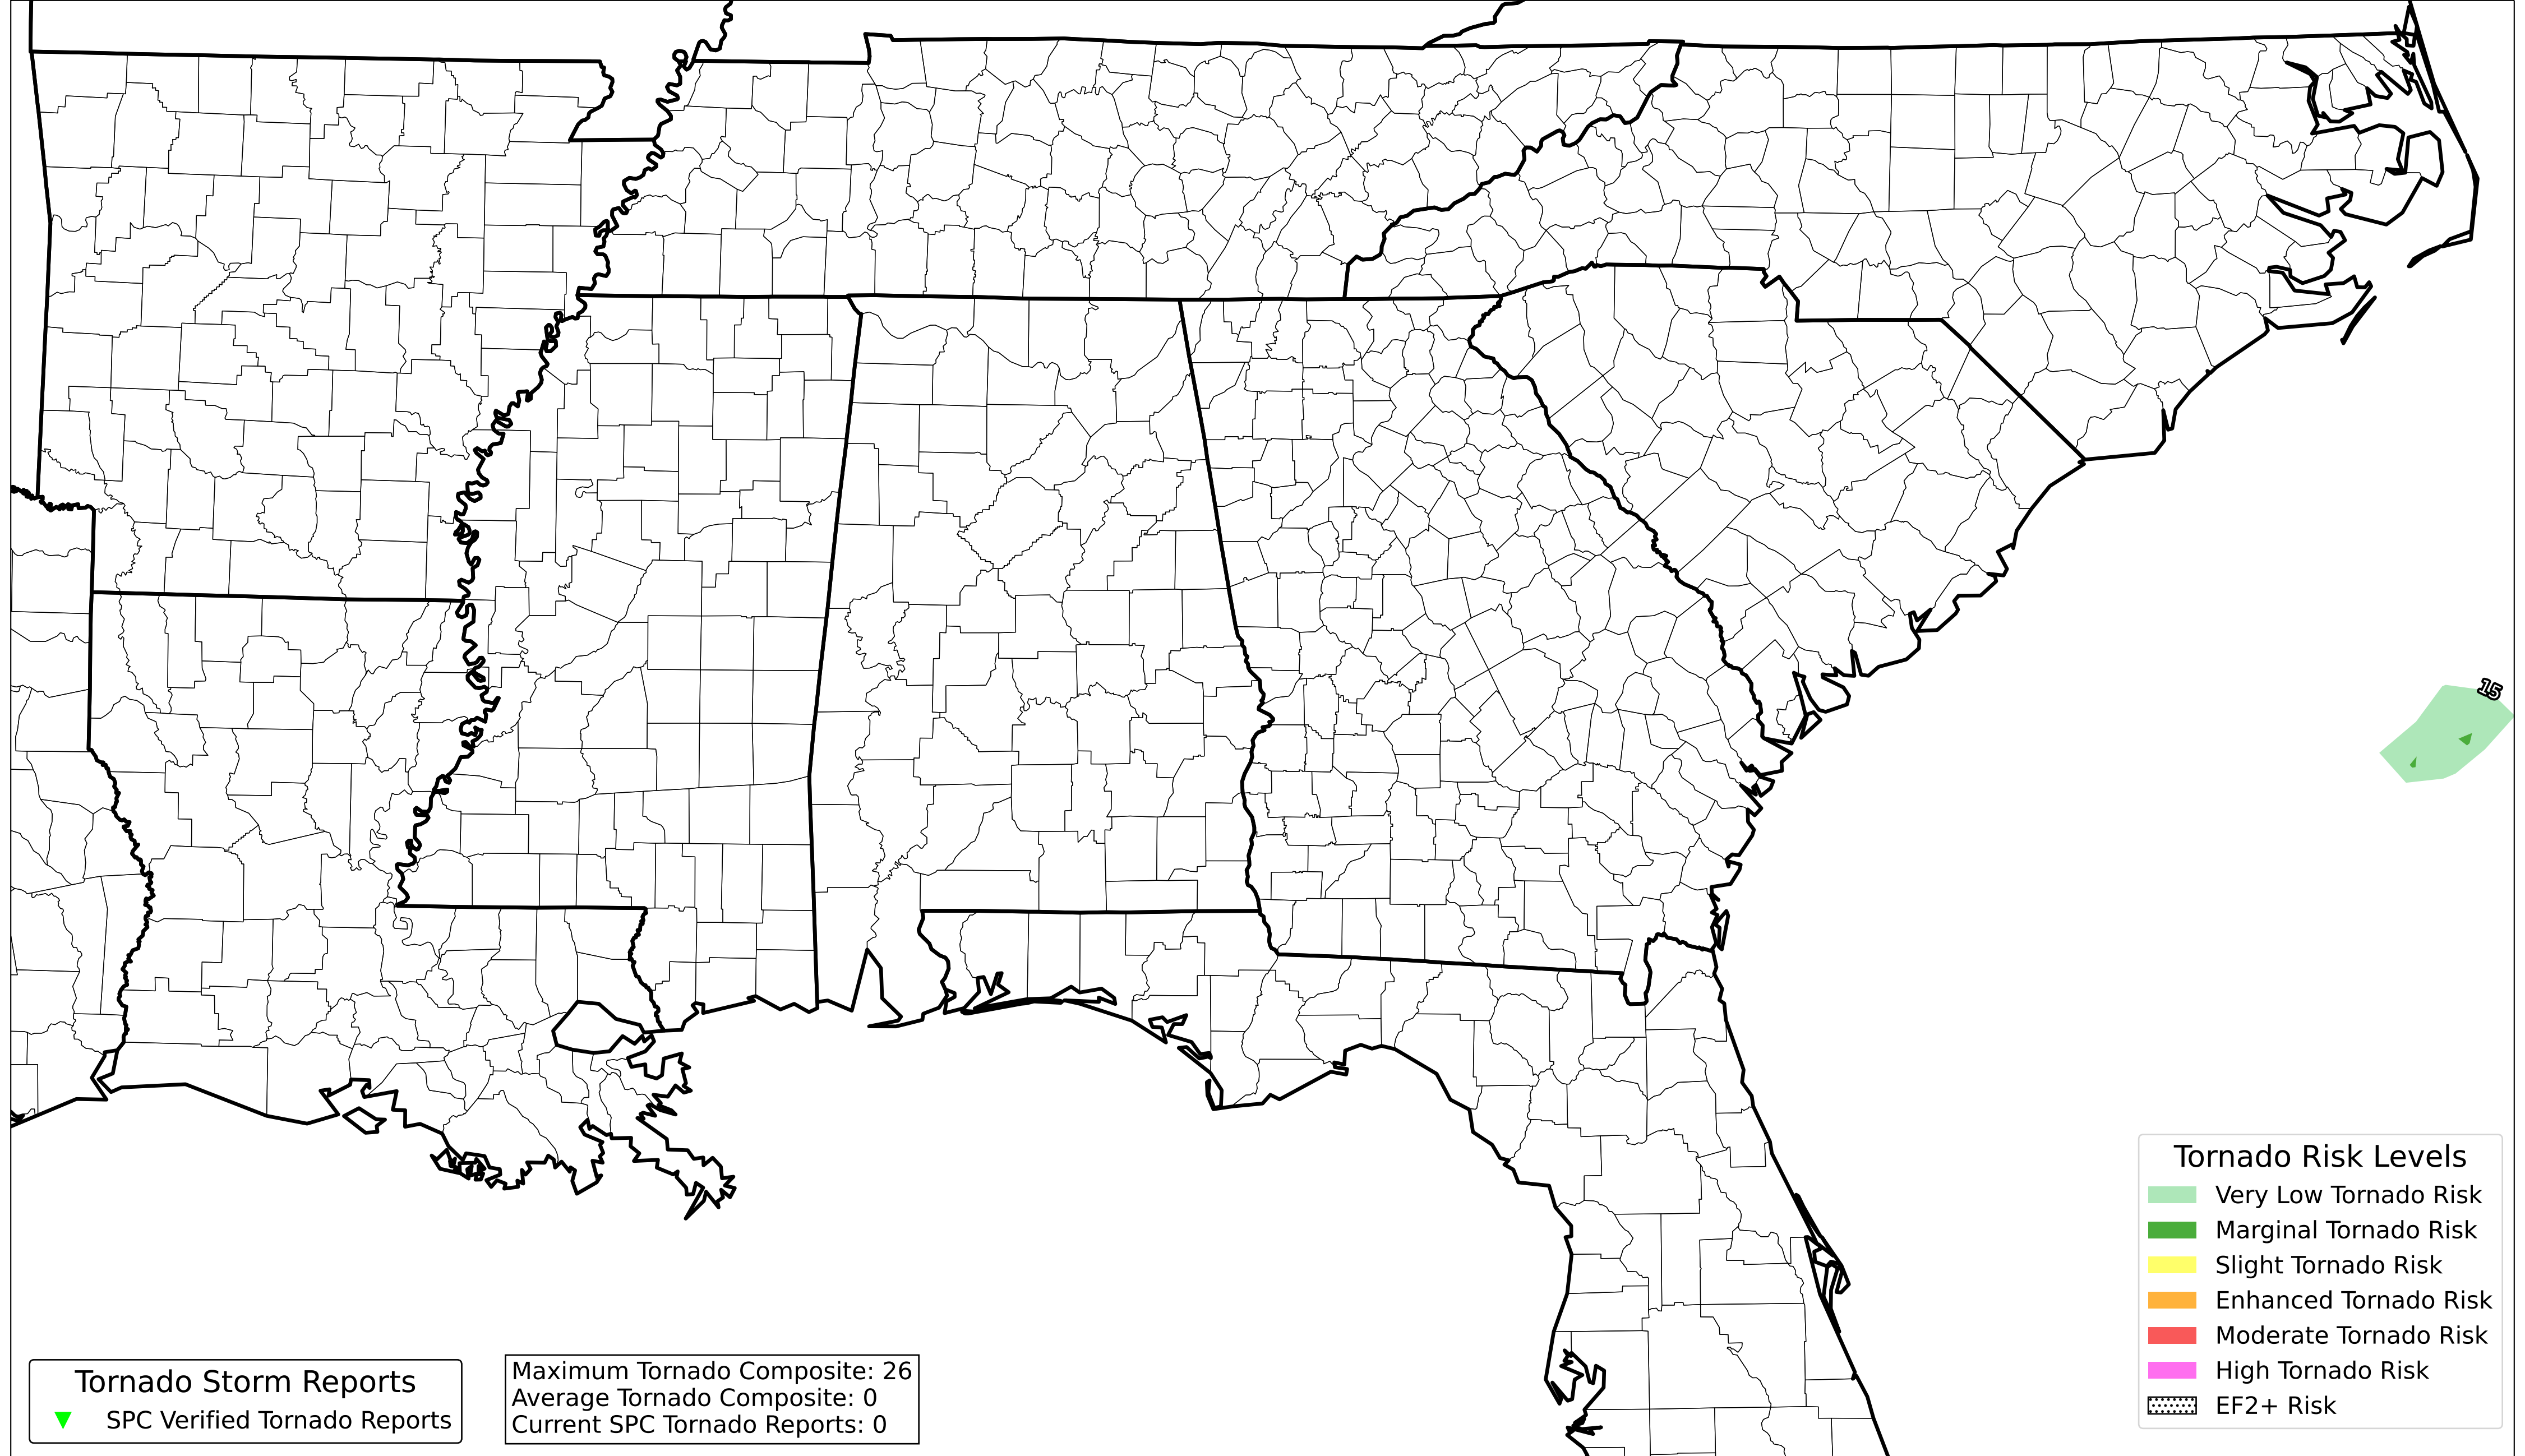 15
Tornado Risk Levels
Very Low Tornado Risk
Marginal Tornado Risk
Slight Tornado Risk
Enhanced Tornado Risk
Moderate Tornado Risk
High Tornado Risk
EF2+ Risk
Tornado Storm Reports
SPC Verified Tornado Reports
Maximum Tornado Composite: 26
Average Tornado Composite: 0
Current SPC Tornado Reports: 0